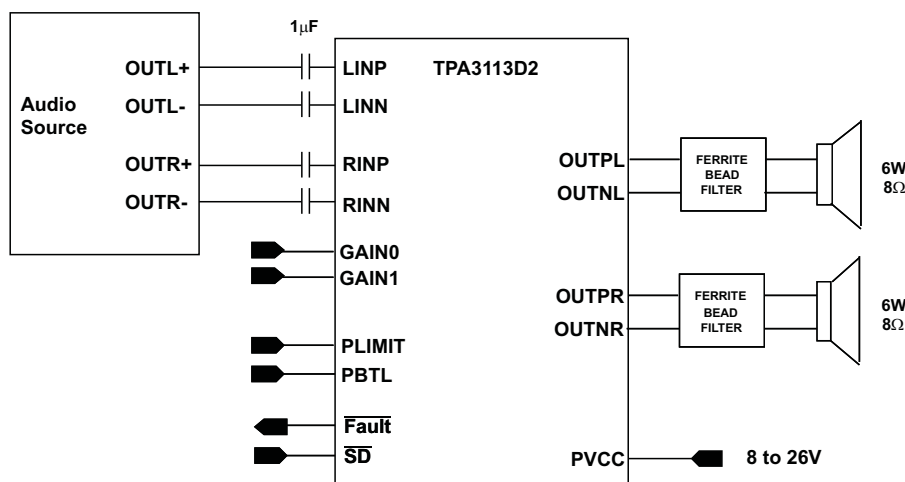 1μF
TPA3113D2
Audio
Source
OUTL+
OUTL-
OUTR+
OUTR-
LINP
LINN
RINP
RINN
GAIN0
GAIN1
PLIMIT
PBTL
Fault
SD
OUTPL
OUTNL
FERRITE
BEAD
FILTER
6W
8Ω
OUTPR
OUTNR
FERRITE
BEAD
FILTER
6W
8Ω
PVCC
8 to 26V